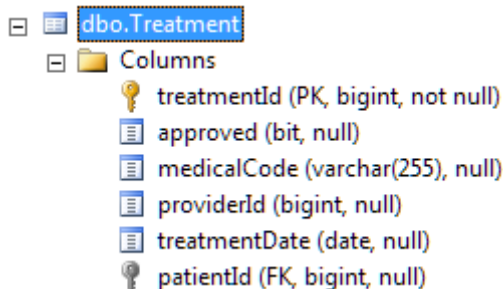 dbo.Treatment
Columns
treatmentId (PK, bigint, not null)
approved (bit, null)
medicalCode (varchar(255), null)
providerId (bigint, null)
treatmentDate (date, null)
patientId (FK, bigint, null)